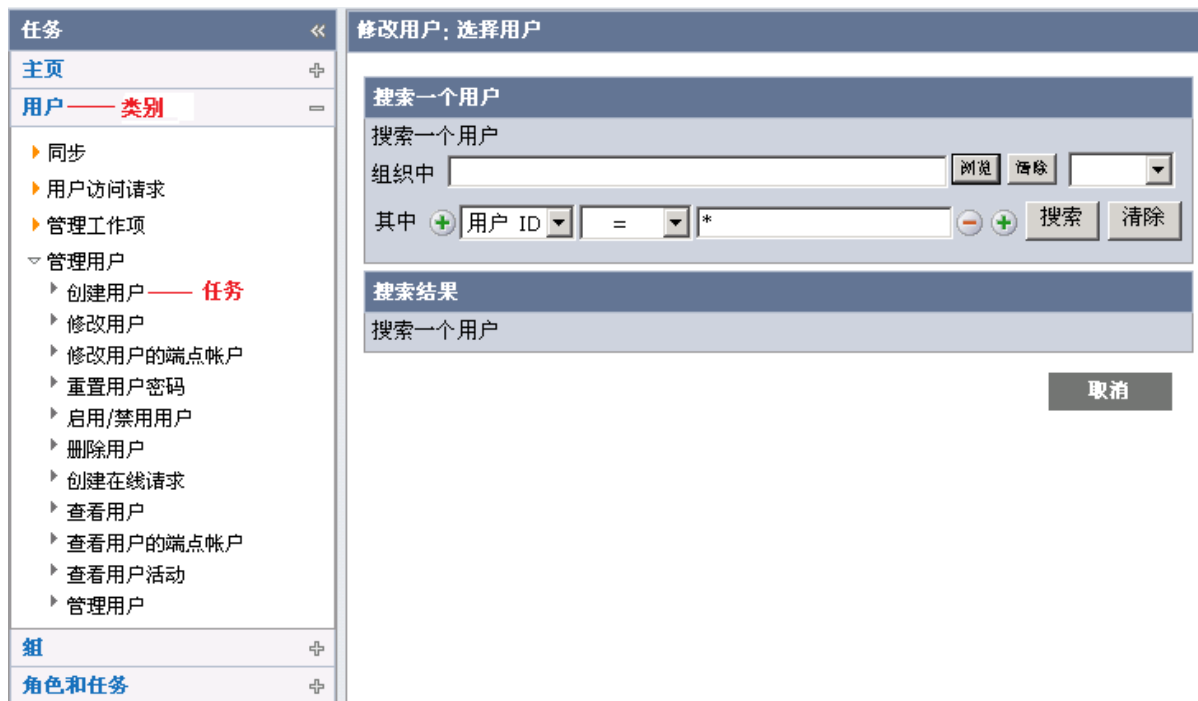 任务
主页
用户 类别
同步
用户访问请求
管理工作项
管理用户
创建用户 任务
修改用户
修改用户的端点帐户
重置用户密码
启用/禁用用户
删除用户
创建在线请求
查看用户
查看用户的端点帐户
查看用户活动
管理用户
组
角色和任务
修改用户: 选择用户
搜索一个用户
搜索一个用户
组织中 浏览 清除
其中 用户 ID = * 搜索 清除
搜索结果
搜索一个用户
取消